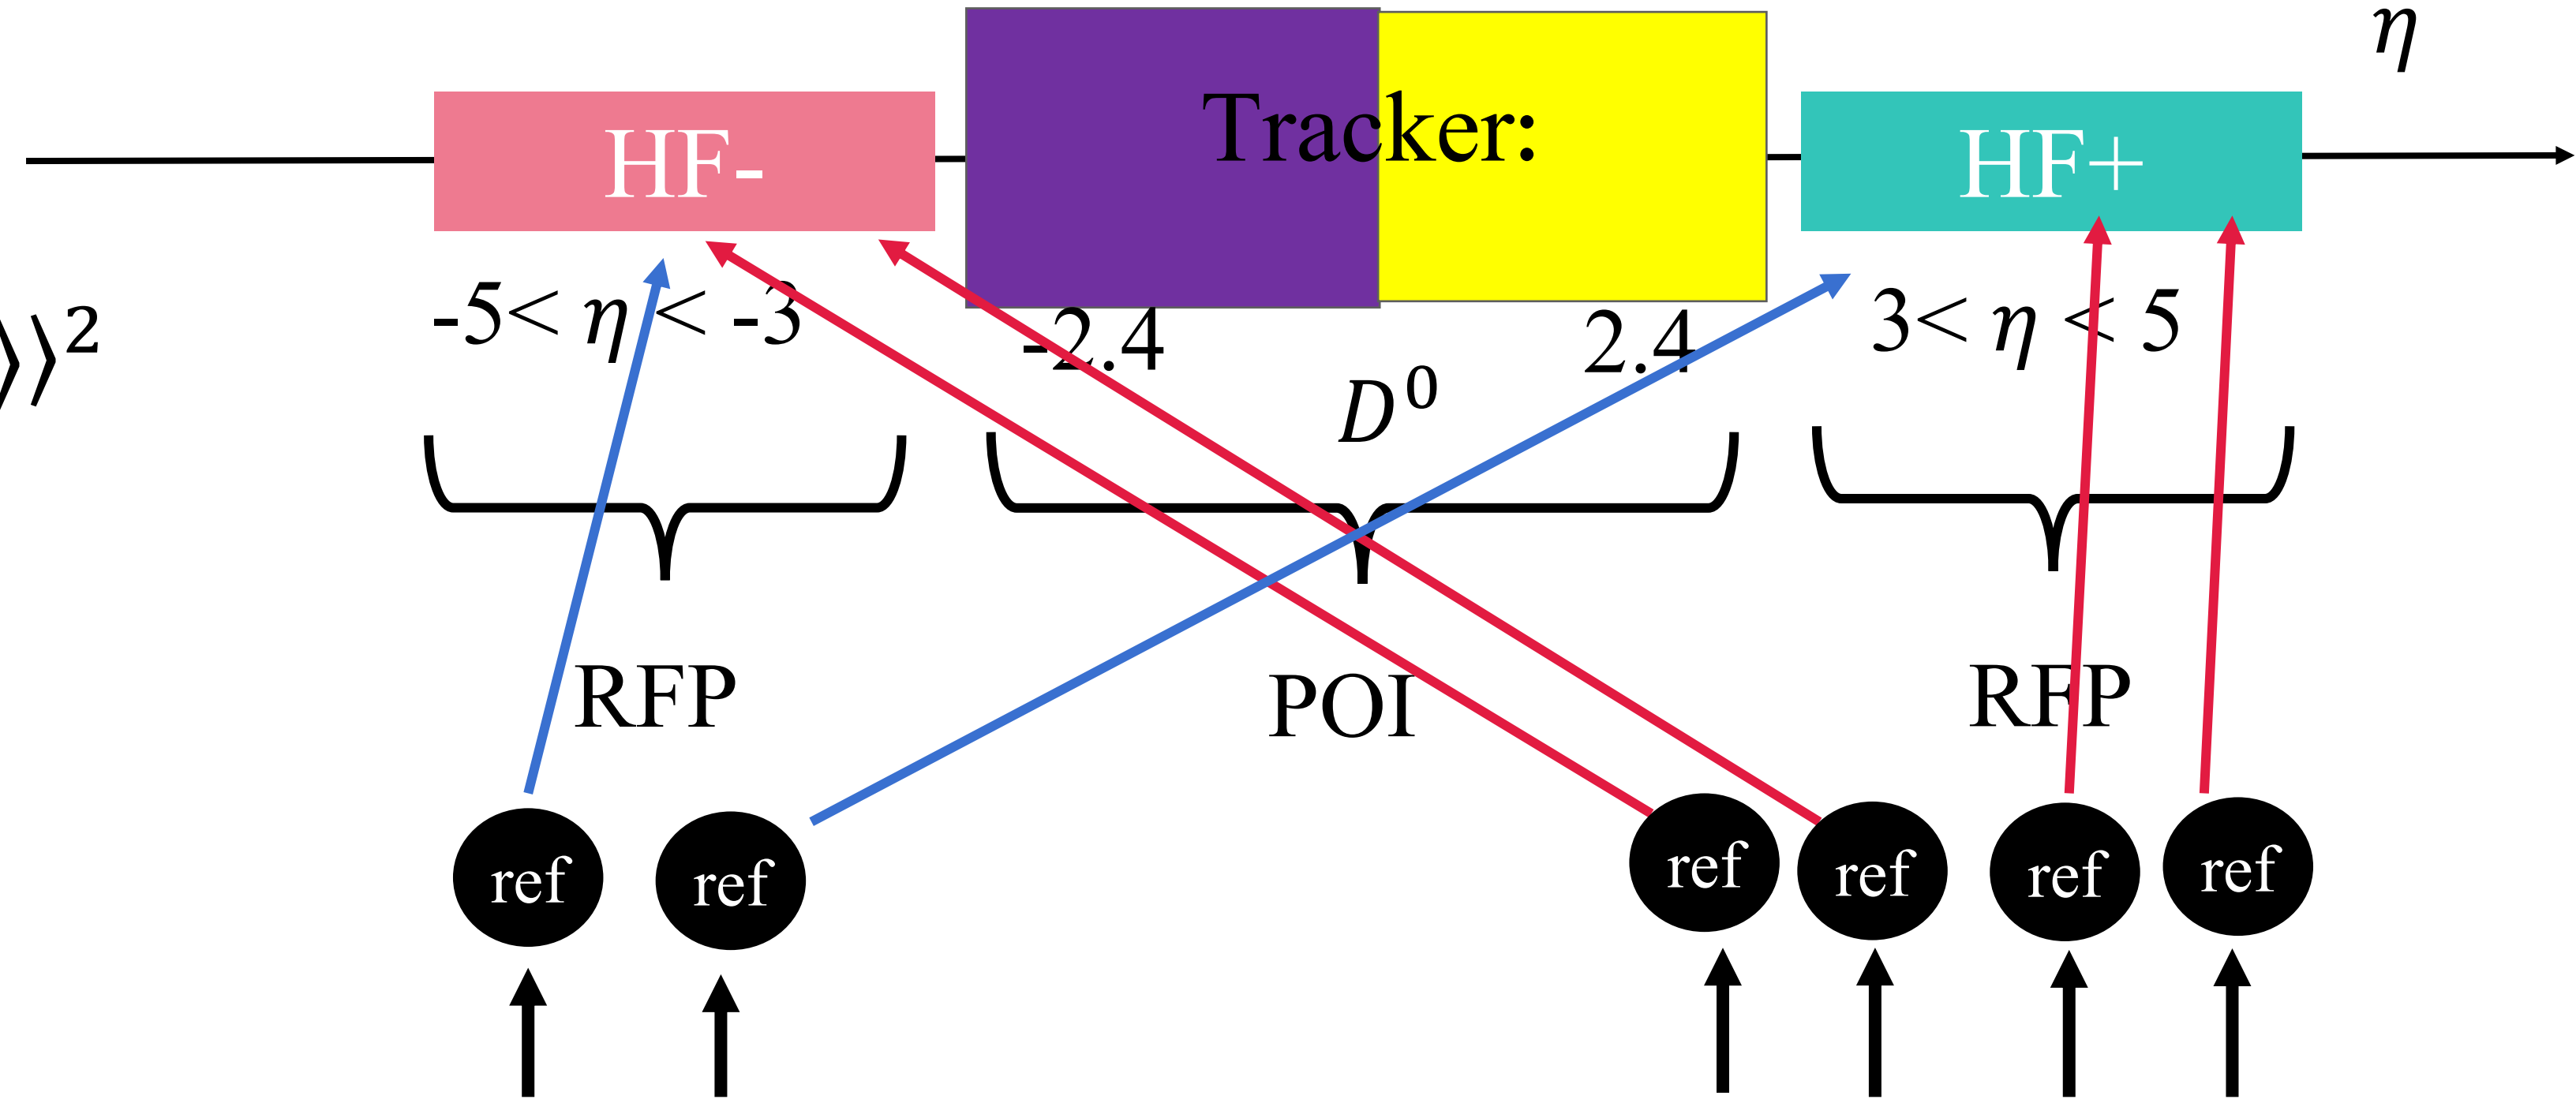 η
HF-
Tracker:
HF+
⟩⟩²
-5< η < -3
-2.4
2.4
3< η < 5
D⁰
RFP
POI
RFP
ref
ref
ref
ref
ref
ref